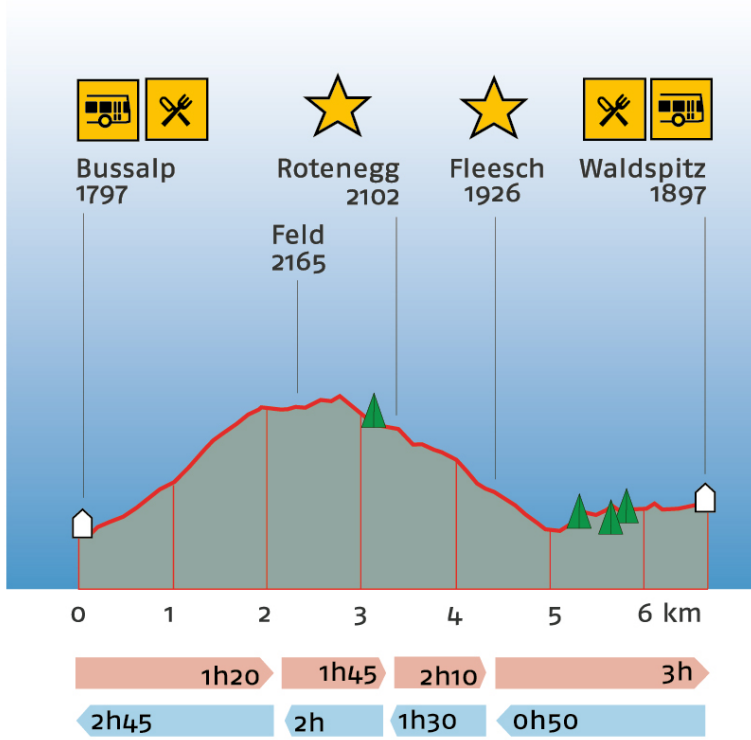 Bussalp
1797
Rotenegg
2102
Fleesch
1926
Waldspitz
1897
Feld
2165
0 1 2 3 4 5 6 km
1h20 1h45 2h10 3h
2h45 2h 1h30 0h50